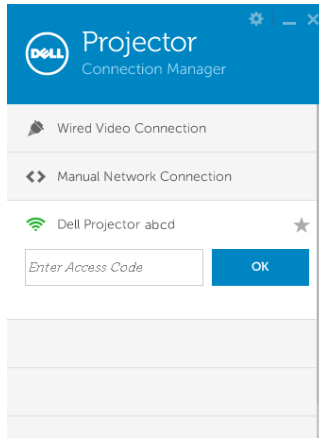 DELL
Projector
Connection Manager
Wired Video Connection
Manual Network Connection
Dell Projector abcd
Enter Access Code
OK